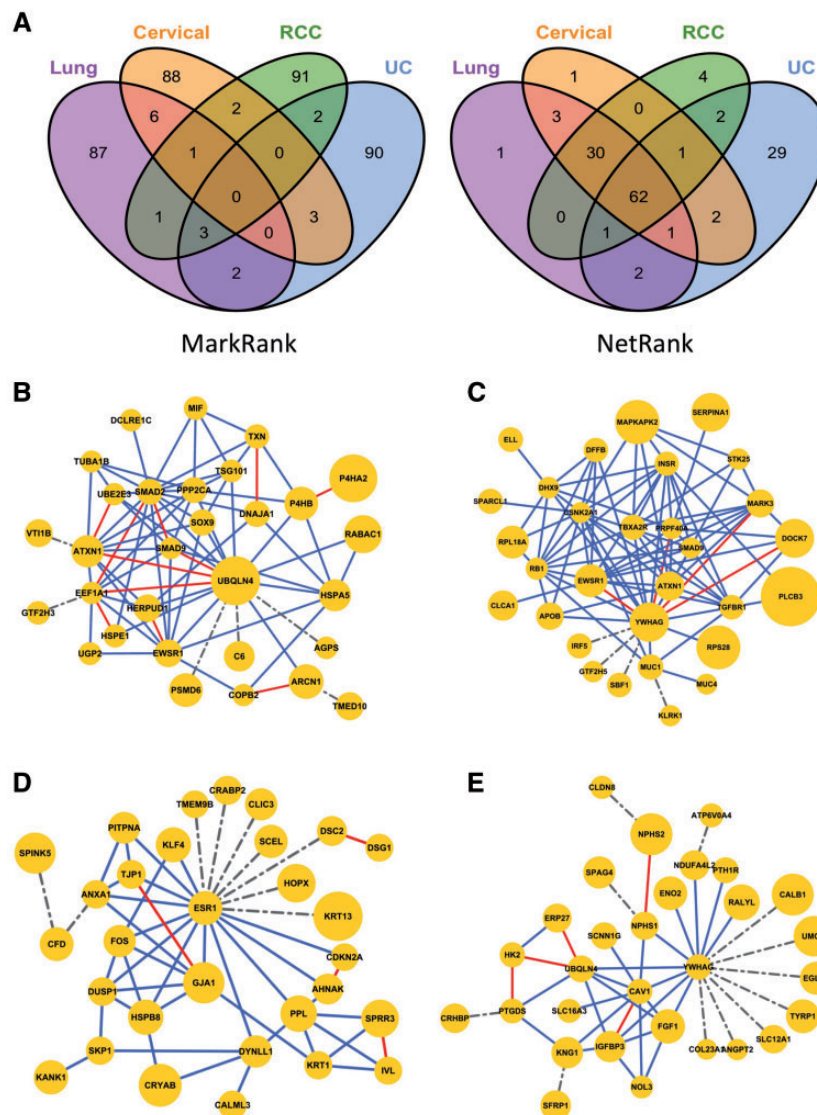 A
Cervical RCC Cervical RCC
Lung UC Lung UC
88 91 1 4
6 2 2 3 0 2
87 1 0 90 1 30 1 29
0 62
1 3 0 3 0 1 1 2
2 2
MarkRank NetRank
B C
MIF
DCLRE1C
TXN
TUBA1B
TSG101
UBE2E3
SMAD2
PPP2CA
P4HA2
P4HB
SOX9
DNAJA1
RABAC1
VTI1B
ATXN1
SMAD9
UBQLN4
EEF1A1
HSPA5
GTF2H3
HERPUD1
HSPE1
UGP2
EWSR1
C6
AGPS
PSMD6
COPB2
ARCN1
TMED10
SERPINA1
MAPKAPK2
ELL
DFFB
INSR
STK25
DHX9
SPARCL1
CSNK2A1
MARK3
TBXA2R
PRPF40A
RPL18A
SMAD9
DOCK7
RB1
EWSR1
ATXN1
CLCA1
APOB
TGFBR1
PLCB3
YWHAG
IRF5
RPS28
GTF2H5
SBF1
MUC1
MUC4
KLRK1
D E
CRABP2
TMEM9B
CLIC3
PITPNA
KLF4
SCEL
DSC2
DSG1
SPINK5
TJP1
ANXA1
ESR1
HOPX
KRT13
CFD
FOS
CDKN2A
GJA1
AHNAK
DUSP1
HSPB8
PPL
SPRR3
SKP1
DYNLL1
KRT1
IVL
KANK1
CRYAB
CALML3
CLDN8
NPHS2
ATP6V0A4
NDUFA4L2
PTH1R
SPAG4
ENO2
RALYL
CALB1
ERP27
NPHS1
SCNN1G
UMO
HK2
UBQLN4
YWHAG
EGL
CAV1
CRHBP
PTGDS
SLC16A3
FGF1
TYRP1
KNG1
IGFBP3
SLC12A1
COL23A1
ANGPT2
NOL3
SFRP1